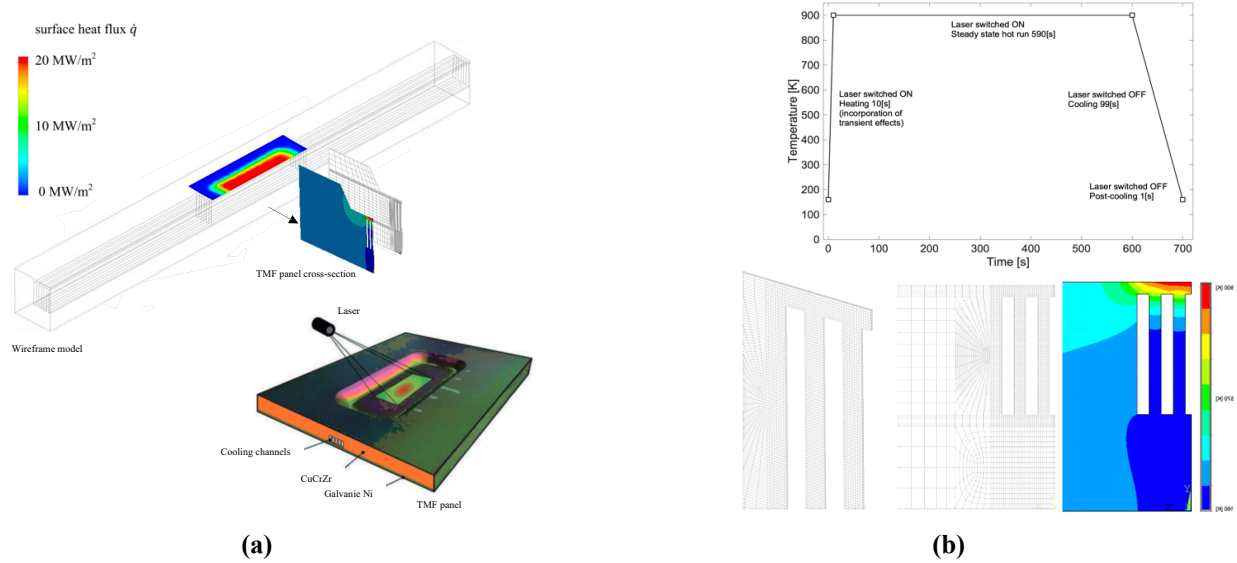 surface heat flux q̇
20 MW/m²
10 MW/m²
0 MW/m²
TMF panel cross-section
Wireframe model
Laser
Cooling channels
CuCrZr
Galvanie Ni
TMF panel
(a)
900
800
700
600
500
400
300
200
100
0
Temperature [K]
Laser switched ON
Steady state hot run 590[s]
Laser switched ON
Heating 10[s]
(incorporation of
transient effects)
Laser switched OFF
Cooling 99[s]
Laser switched OFF
Post-cooling 1[s]
0 100 200 300 400 500 600 700
Time [s]
Y
X
(b)